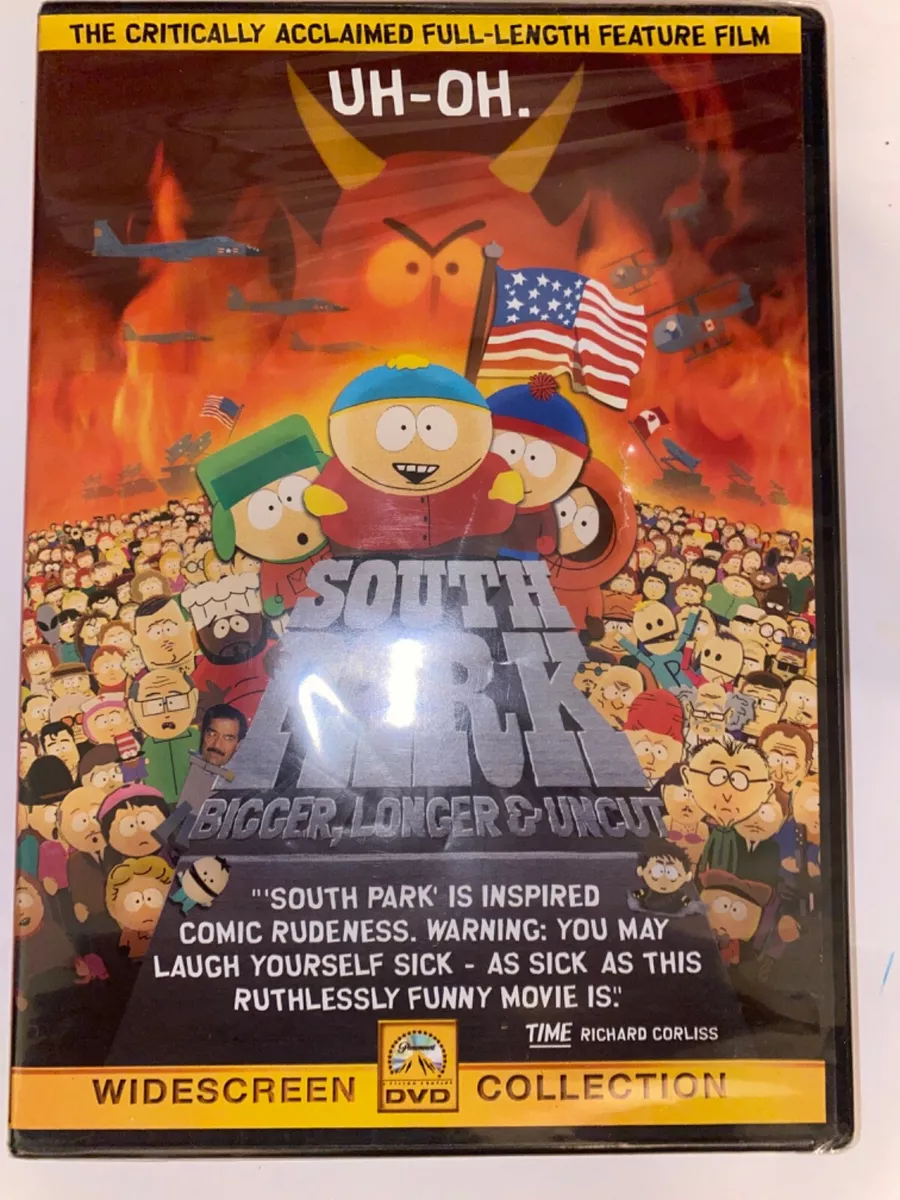 THE CRITICALLY ACCLAIMED FULL-LENGTH FEATURE FILM
UH-OH.
SOUTH
PARK
BIGGER, LONGER & UNCUT
P
"'SOUTH PARK' IS INSPIRED
COMIC RUDENESS. WARNING: YOU MAY
LAUGH YOURSELF SICK - AS SICK AS THIS
RUTHLESSLY FUNNY MOVIE IS."
TIME RICHARD CORLISS
WIDESCREEN
Paramount
DVD
COLLECTION